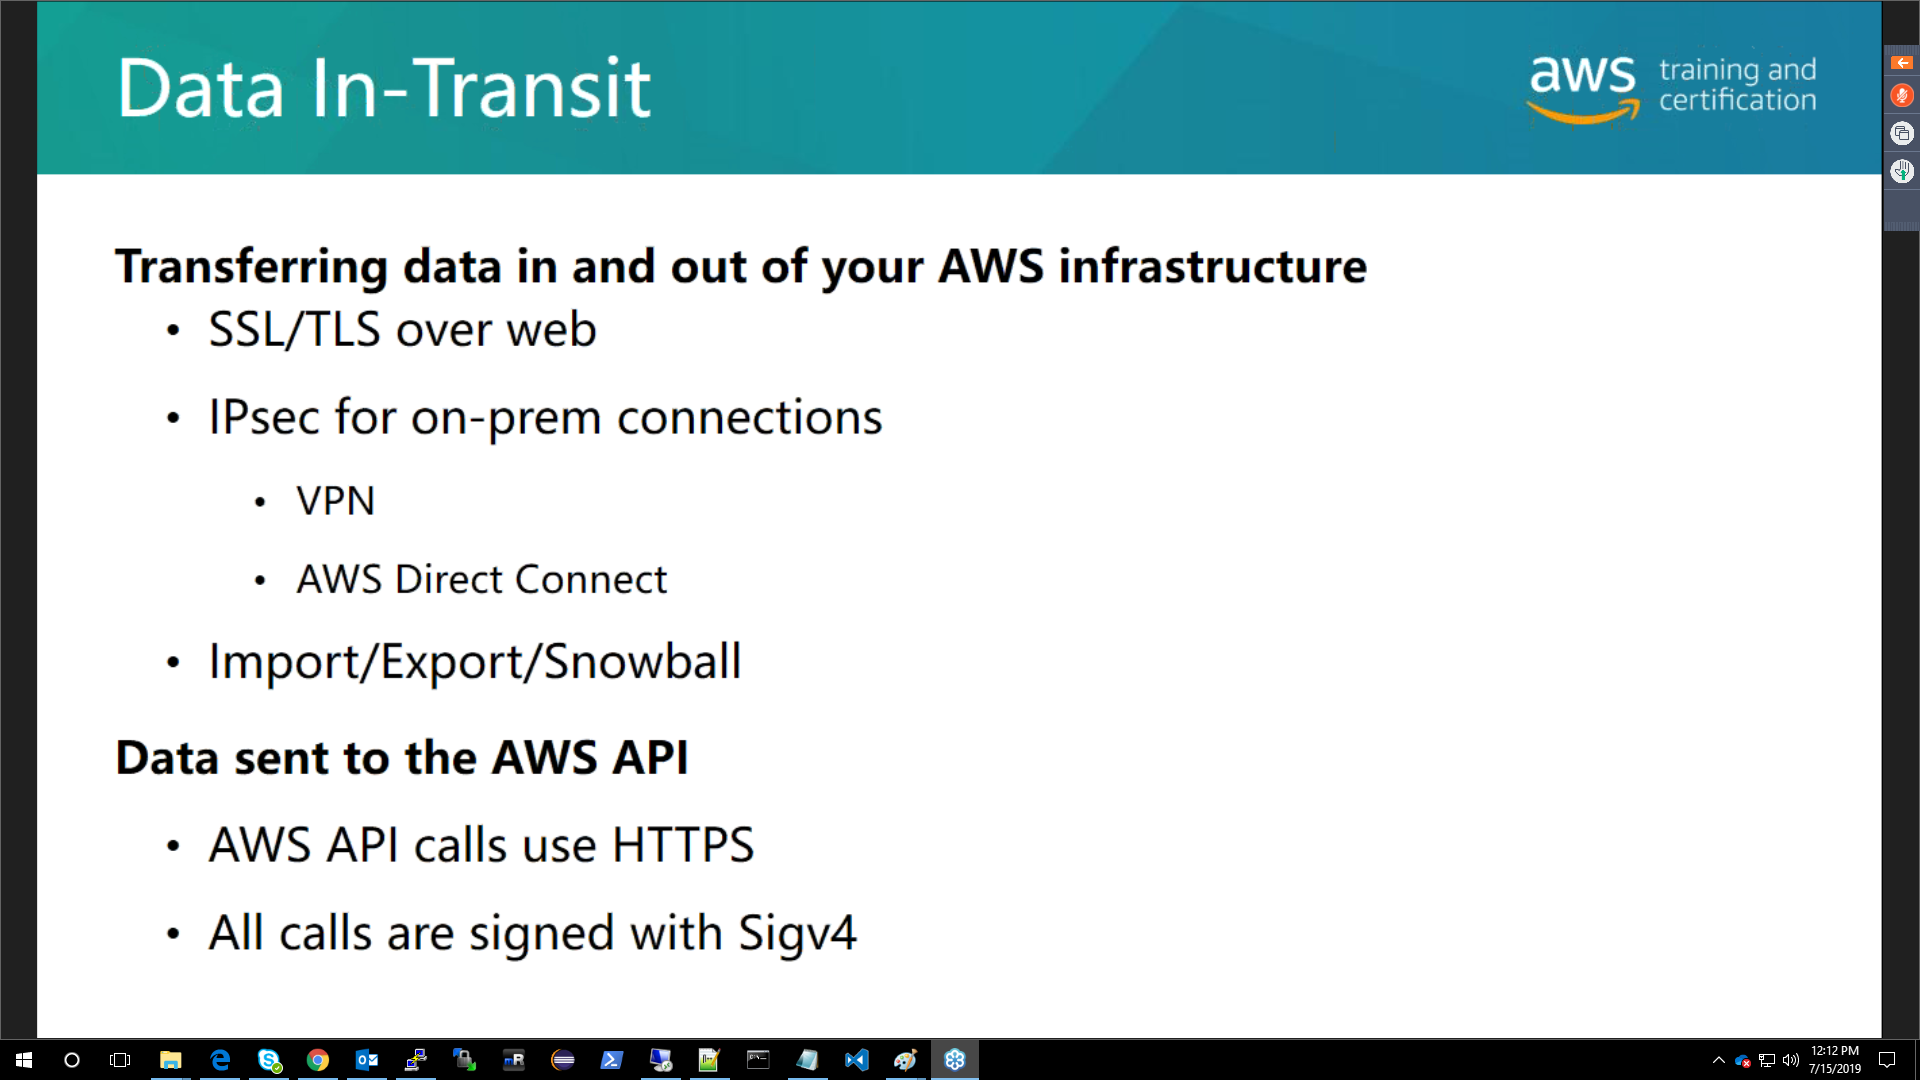 Data In-Transit
aws training and
certification
Transferring data in and out of your AWS infrastructure
• SSL/TLS over web
• IPsec for on-prem connections
• VPN
• AWS Direct Connect
• Import/Export/Snowball
Data sent to the AWS API
• AWS API calls use HTTPS
• All calls are signed with Sigv4
12:12 PM
7/15/2019